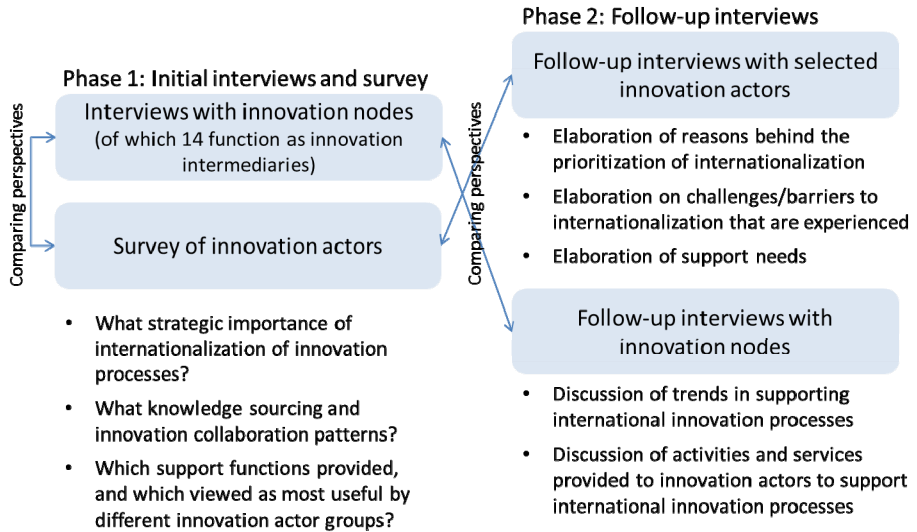 Phase 1: Initial interviews and survey
Comparing perspectives
Interviews with innovation nodes
(of which 14 function as innovation
intermediaries)
Survey of innovation actors
• What strategic importance of
internationalization of innovation
processes?
• What knowledge sourcing and
innovation collaboration patterns?
• Which support functions provided,
and which viewed as most useful by
different innovation actor groups?
Comparing perspectives
Phase 2: Follow-up interviews
Follow-up interviews with selected
innovation actors
• Elaboration of reasons behind the
prioritization of internationalization
• Elaboration on challenges/barriers to
internationalization that are experienced
• Elaboration of support needs
Follow-up interviews with
innovation nodes
• Discussion of trends in supporting
international innovation processes
• Discussion of activities and services
provided to innovation actors to support
international innovation processes